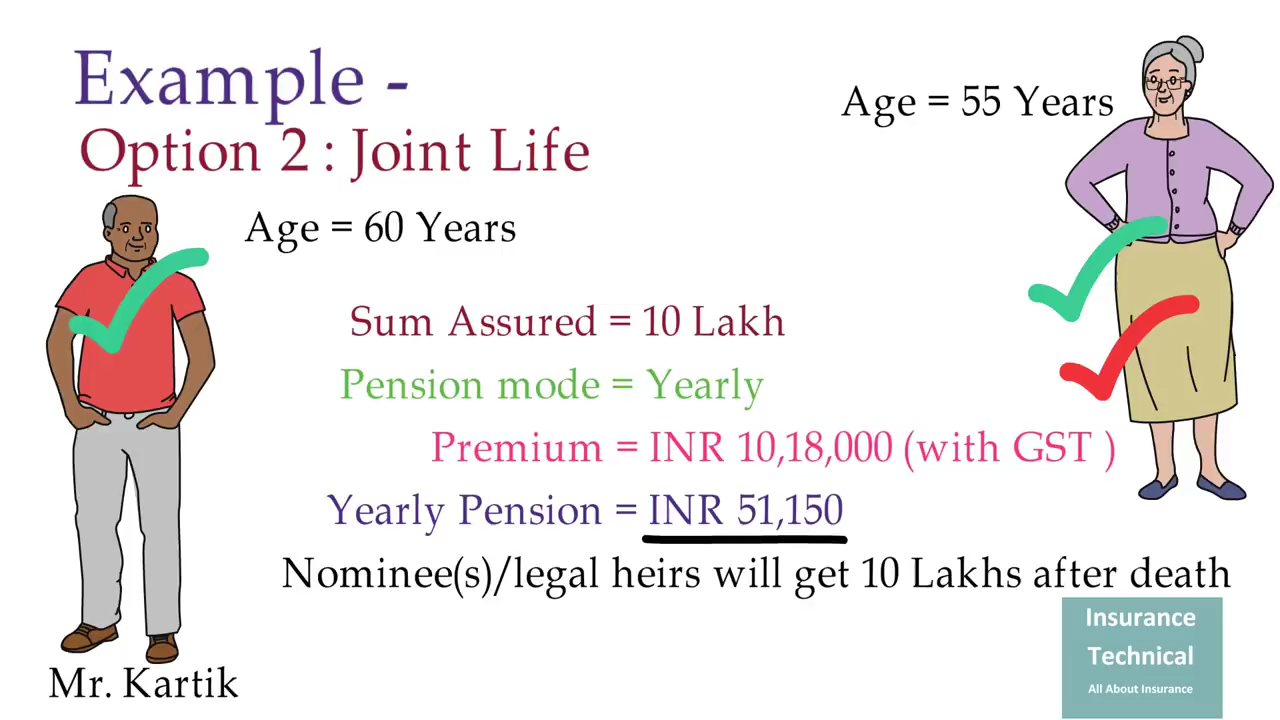 Example -
Option 2 : Joint Life
Age = 55 Years
Age = 60 Years
Sum Assured = 10 Lakh
Pension mode = Yearly
Premium = INR 10,18,000 (with GST )
Yearly Pension = INR 51,150
Nominee(s)/legal heirs will get 10 Lakhs after death
Insurance
Technical
All About Insurance
Mr. Kartik